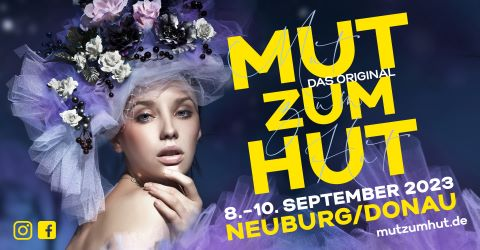 MUT
DAS ORIGINAL
ZUM
HUT
8.–10. SEPTEMBER 2023
NEUBURG/DONAU
mutzumhut.de